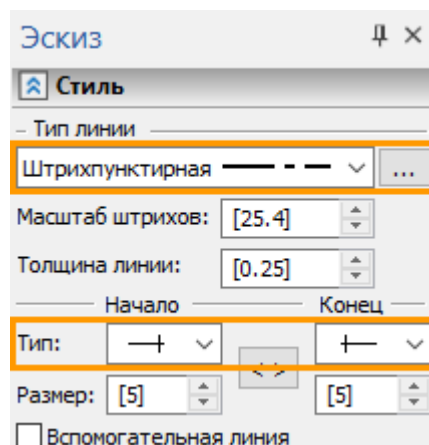 Эскиз
Стиль
Тип линии
Штрихпунктирная ...
Масштаб штрихов: [25.4]
Толщина линии: [0.25]
Начало Конец
Тип: < >
Размер: [5] [5]
Вспомогательная линия